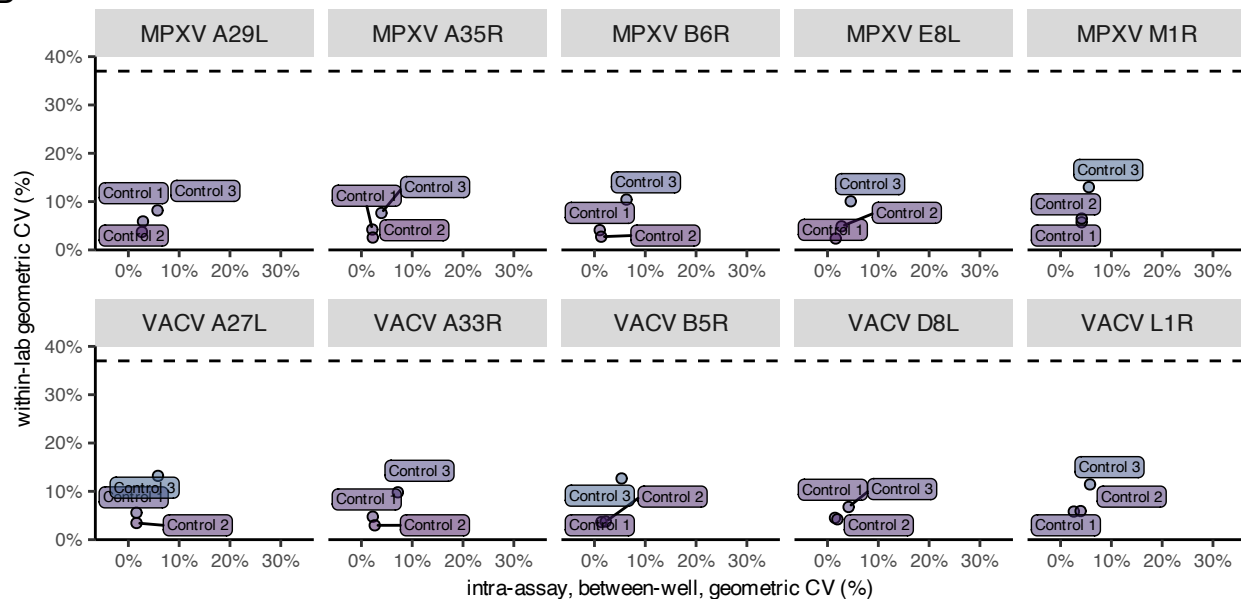 MPXV A29L MPXV A35R MPXV B6R MPXV E8L MPXV M1R
40%
30%
20%
10%
0%
Control 1 Control 3 Control 2
Control 1 Control 3 Control 2
Control 3 Control 1 Control 2
Control 3 Control 2 Control 1
Control 3 Control 2 Control 1
0% 10% 20% 30% 0% 10% 20% 30% 0% 10% 20% 30% 0% 10% 20% 30% 0% 10% 20% 30%
VACV A27L VACV A33R VACV B5R VACV D8L VACV L1R
40%
30%
20%
10%
0%
Control 3 Control 1 Control 2
Control 3 Control 1 Control 2
Control 3 Control 2 Control 1
Control 1 Control 3 Control 2
Control 3 Control 2 Control 1
0% 10% 20% 30% 0% 10% 20% 30% 0% 10% 20% 30% 0% 10% 20% 30% 0% 10% 20% 30%
within-lab geometric CV (%)
intra-assay, between-well, geometric CV (%)